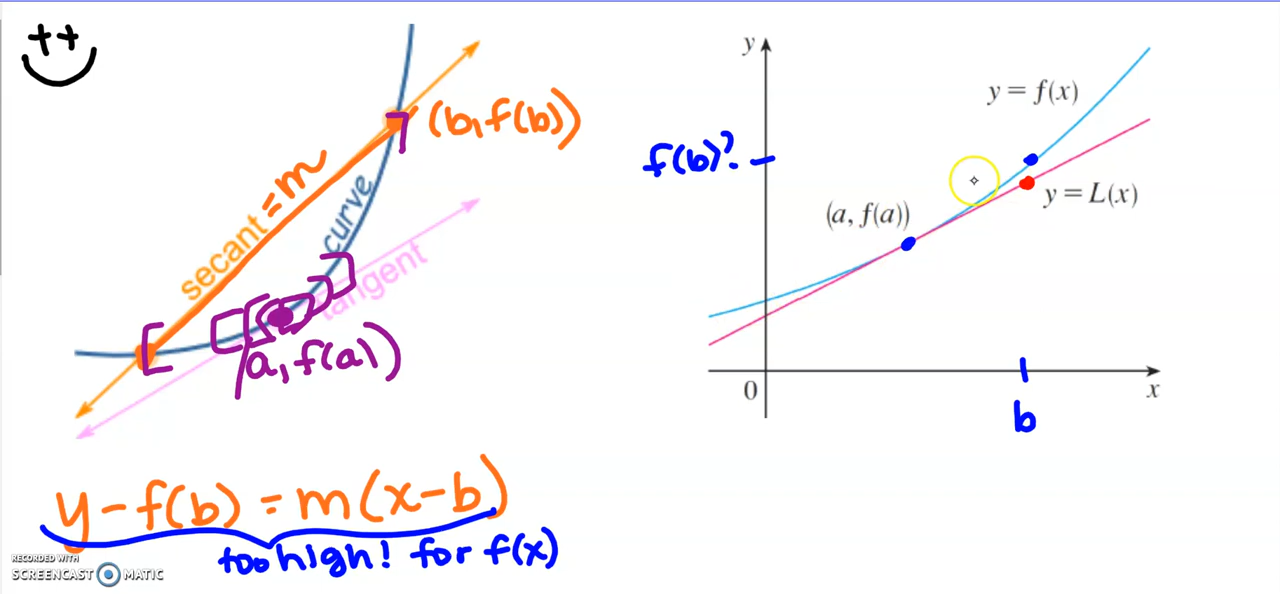 ++
(b, f(b))
secant = m
curve
tangent
(a, f(a))
y - f(b) = m(x - b)
too high! for f(x)
RECORDED WITH
SCREENCAST MATIC
y
y = f(x)
f(b)?
(a, f(a))
y = L(x)
0
x
b